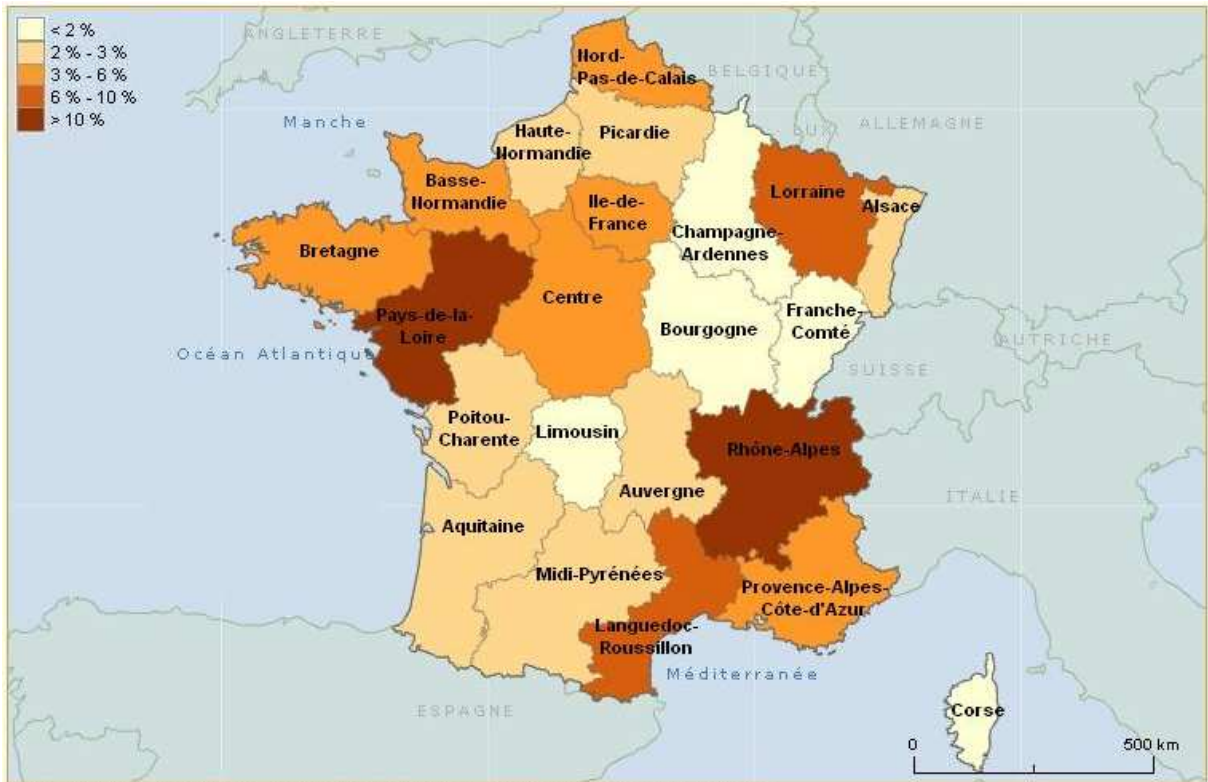 < 2 %
2 % - 3 %
3 % - 6 %
6 % - 10 %
> 10 %
ANGLETERRE
Nord-
Pas-de-Calais
BELGIQUE
Manche
LUX
ALLEMAGNE
Haute-
Normandie
Picardie
Basse-
Normandie
Ile-de-
France
Lorraine
Alsace
Champagne-
Ardennes
Bretagne
Centre
Pays-de-la-
Loire
Bourgogne
Franche-
Comté
Océan Atlantique
AUTRICHE
SUISSE
Poitou-
Charente
Limousin
Rhône-Alpes
Auvergne
ITALIE
Aquitaine
Midi-Pyrénées
Provence-Alpes-
Côte-d'Azur
Languedoc-
Roussillon
Méditerranée
ESPAGNE
Corse
0
500 km